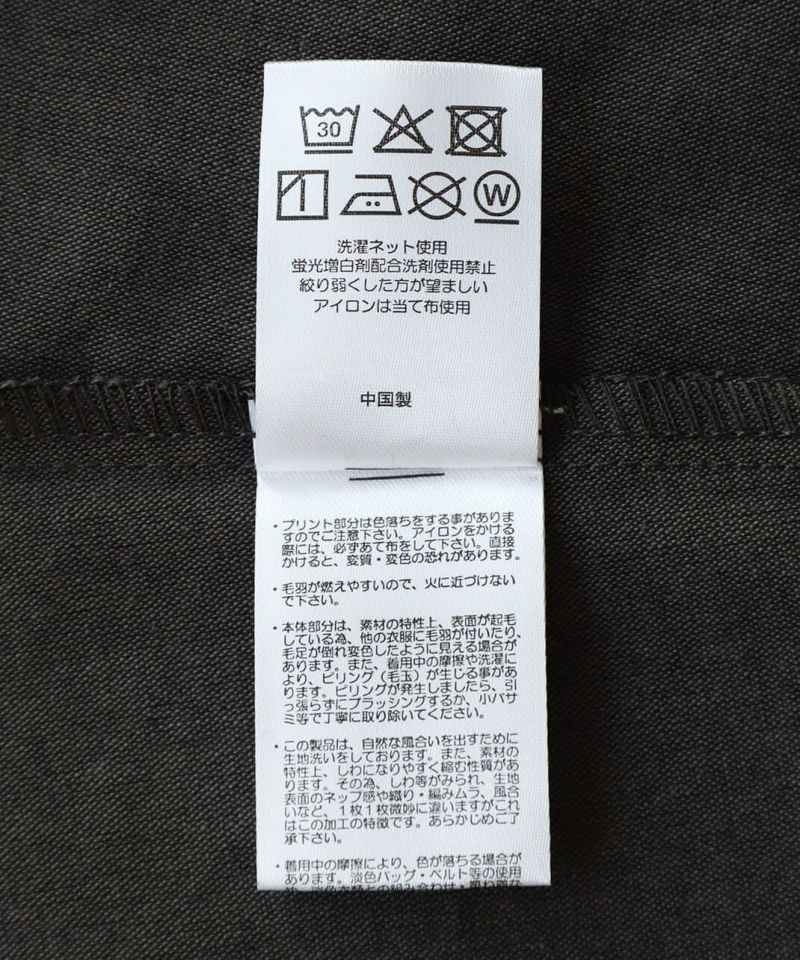 30
W
洗濯ネット使用
蛍光増白剤配合洗剤使用禁止
絞り弱くした方が望ましい
アイロンは当て布使用
中国製
・プリント部分は色落ちをする事がありま
すのでご注意下さい。アイロンをかける
際には、必ずあて布をして下さい。直接
かけると、変質・変色の恐れがあります。
・毛羽が燃えやすいので、火に近づけない
で下さい。
・本体部分は、素材の特性上、表面が起毛
している為、他の衣服に毛羽が付いたり、
毛足が倒れ変色したように見える場合が
あります。また、着用中の摩擦や洗濯に
より、ピリング（毛玉）が生じる事があ
ります。ピリングが発生しましたら、引
っ張らずにブラッシングするか、小バサ
ミ等で丁寧に取り除いてください。
・この製品は、自然な風合いを出すために
生地洗いをしております。また、素材の
特性上、しわになりやすく縮む性質があ
ります。その為、しわ等がみられ、生地
表面のネップ感や織り・編みムラ、風合
いなど、１枚１枚微妙に違いますがこれ
はこの加工の特徴です。あらかじめご了
承下さい。
・着用中の摩擦により、色が落ちる場合が
あります。淡色バッグ・ベルト等の使用